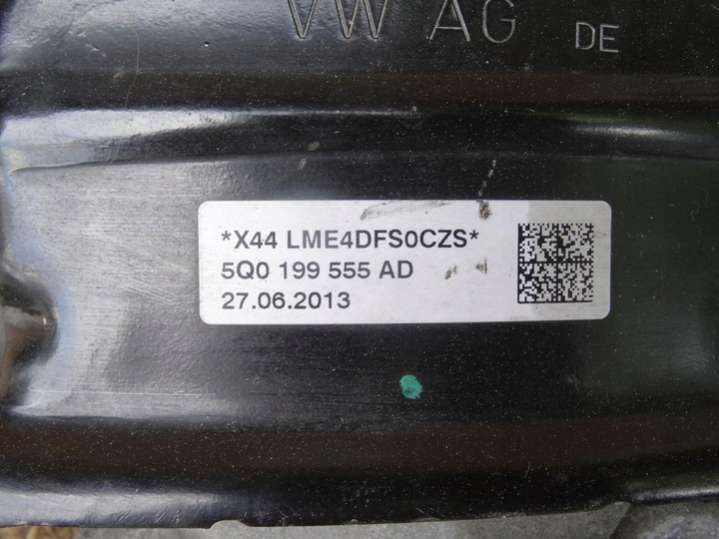 VW AG DE
*X44 LME4DFS0CZS*
5Q0 199 555 AD
27.06.2013